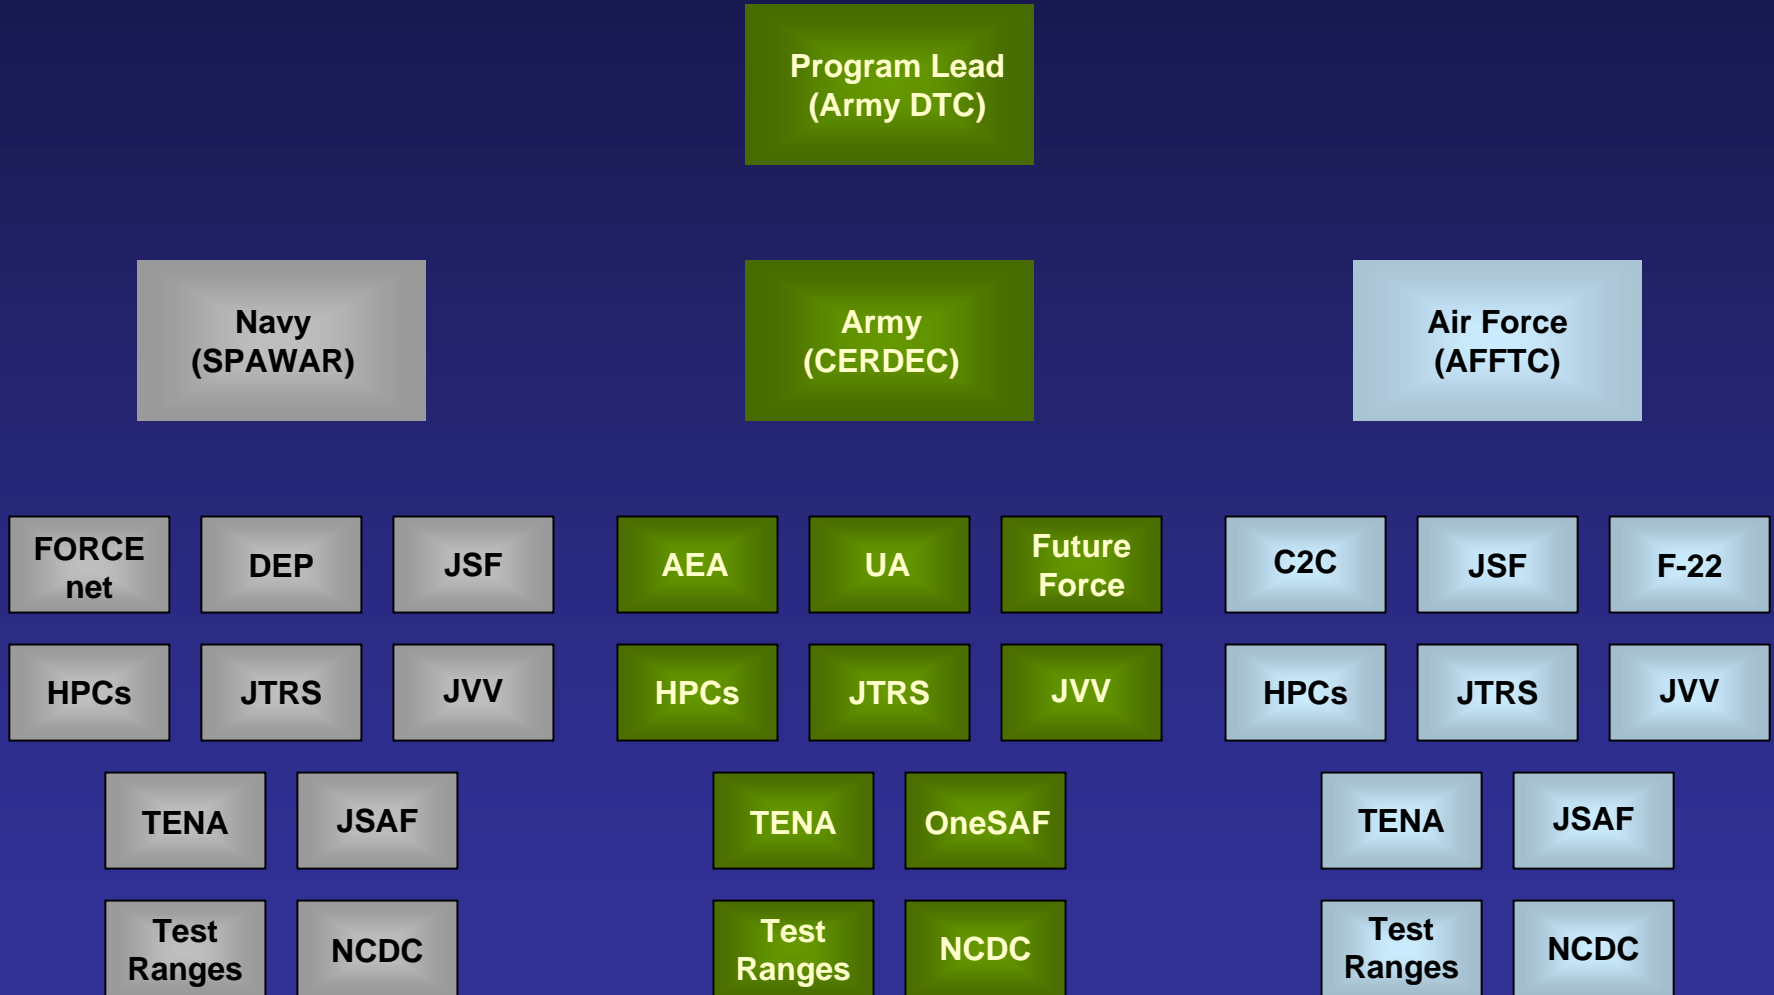 Program Lead
(Army DTC)
Navy
(SPAWAR)
Army
(CERDEC)
Air Force
(AFFTC)
FORCE
net
DEP
JSF
AEA
UA
Future
Force
C2C
JSF
F-22
HPCs
JTRS
JVV
HPCs
JTRS
JVV
HPCs
JTRS
JVV
TENA
JSAF
TENA
OneSAF
TENA
JSAF
Test
Ranges
NCDC
Test
Ranges
NCDC
Test
Ranges
NCDC